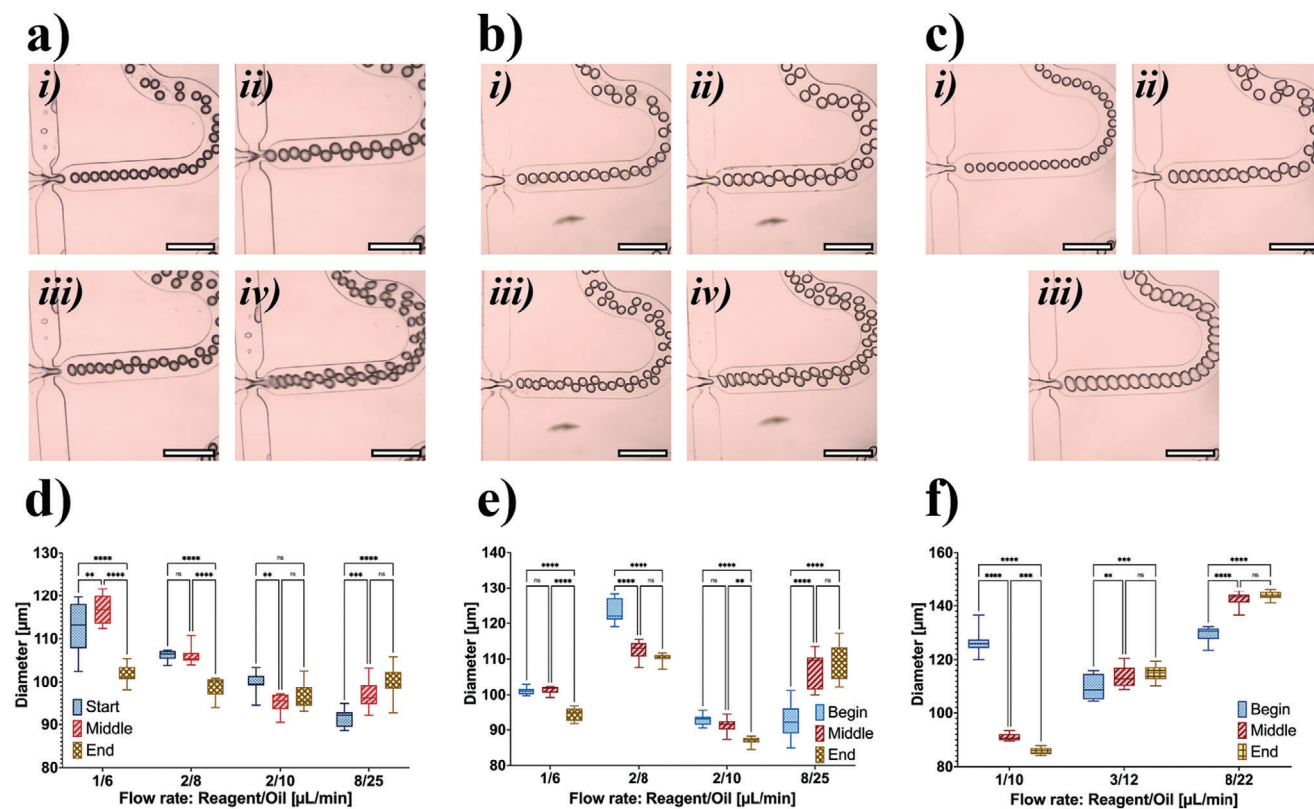 a)
b)
c)
i)
ii)
i)
ii)
i)
ii)
iii)
iv)
iii)
iv)
iii)
d)
e)
f)
130
120
110
100
90
80
Diameter [µm]
**** **** ns ****
** **** ns **** ** ns *** ns
Start
Middle
End
1/6 2/8 2/10 8/25
Flow rate: Reagent/Oil [µL/min]
140
130
120
110
100
90
80
Diameter [µm]
**** **** **** ****
ns **** **** ns ns ** **** ns
Begin
Middle
End
1/6 2/8 2/10 8/25
Flow rate: Reagent/Oil [µL/min]
160
140
120
100
80
Diameter [µm]
**** *** ****
**** *** ** ns **** ns
Begin
Middle
End
1/10 3/12 8/22
Flow rate: Reagent/Oil [µL/min]